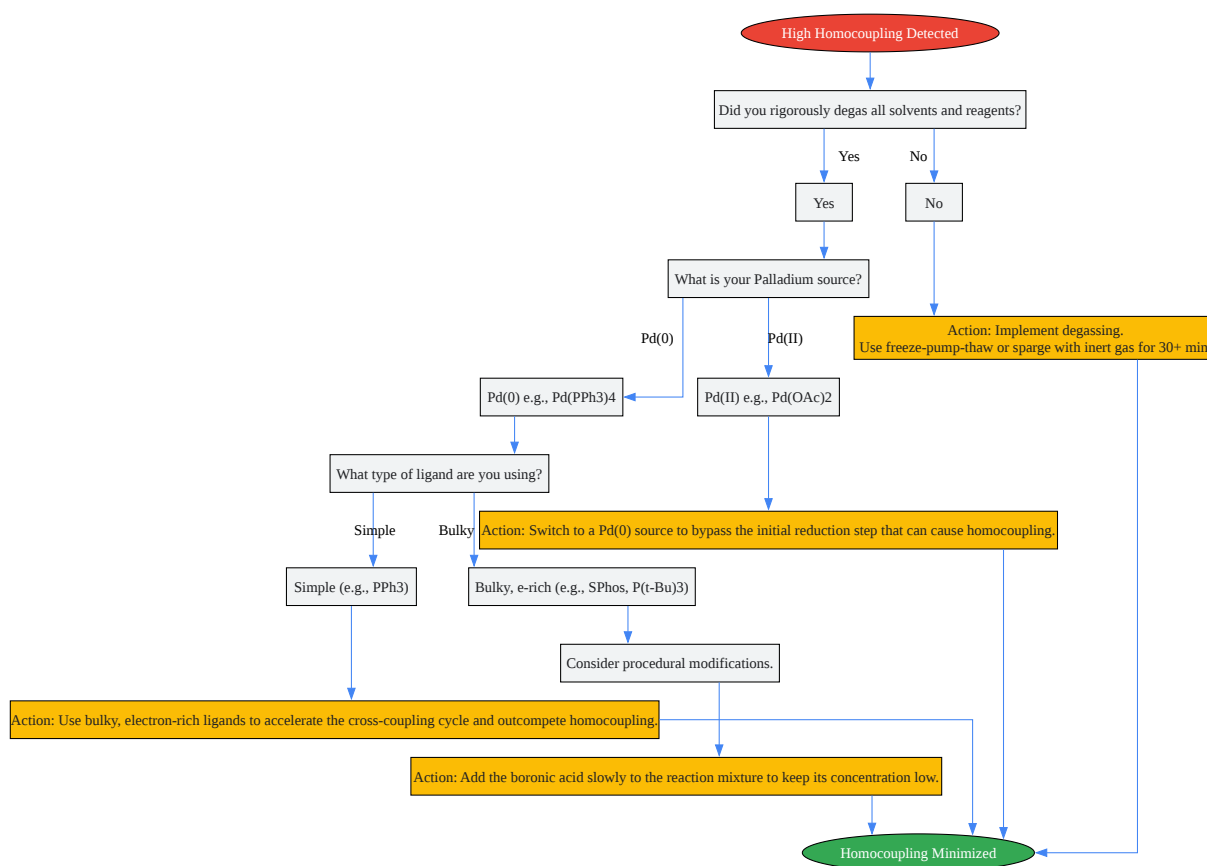 High Homocoupling Detected
Did you rigorously degas all solvents and reagents?
Yes
No
Yes
No
What is your Palladium source?
Action: Implement degassing.
Use freeze-pump-thaw or sparge with inert gas for 30+ min
Pd(0)
Pd(II)
Pd(0) e.g., Pd(PPh3)4
Pd(II) e.g., Pd(OAc)2
What type of ligand are you using?
Simple
Bulky
Action: Switch to a Pd(0) source to bypass the initial reduction step that can cause homocoupling.
Simple (e.g., PPh3)
Bulky, e-rich (e.g., SPhos, P(t-Bu)3)
Consider procedural modifications.
Action: Use bulky, electron-rich ligands to accelerate the cross-coupling cycle and outcompete homocoupling.
Action: Add the boronic acid slowly to the reaction mixture to keep its concentration low.
Homocoupling Minimized